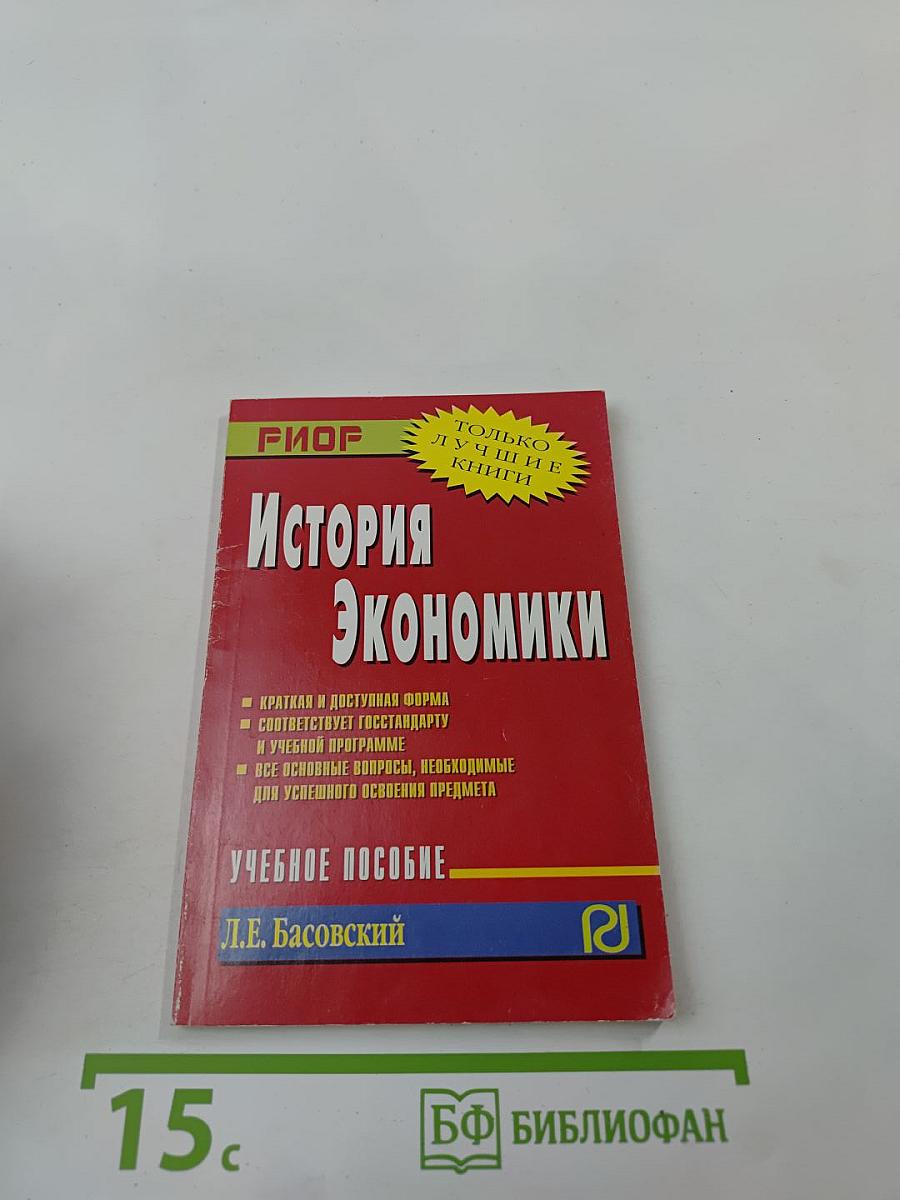 РИОР
ТОЛЬКО
ЛУЧШИЕ
КНИГИ
ИСТОРИЯ
ЭКОНОМИКИ
КРАТКАЯ И ДОСТУПНАЯ ФОРМА
СООТВЕТСТВУЕТ ГОССТАНДАРТУ
И УЧЕБНОЙ ПРОГРАММЕ
ВСЕ ОСНОВНЫЕ ВОПРОСЫ, НЕОБХОДИМЫЕ
ДЛЯ УСПЕШНОГО ОСВОЕНИЯ ПРЕДМЕТА
УЧЕБНОЕ ПОСОБИЕ
Л.Е. Басовский
15 с
БФ БИБЛИОФАН